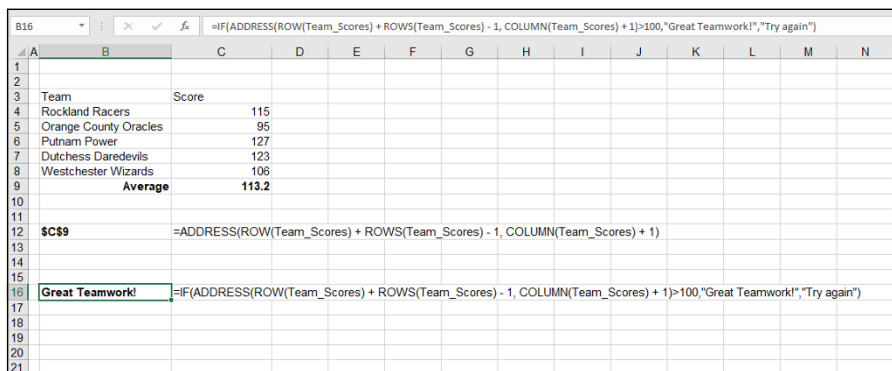 B16 fx =IF(ADDRESS(ROW(Team_Scores) + ROWS(Team_Scores) - 1, COLUMN(Team_Scores) + 1)>100,"Great Teamwork!","Try again")
A B C D E F G H I J K L M N
1
2
3 Team Score
4 Rockland Racers 115
5 Orange County Oracles 95
6 Putnam Power 127
7 Dutchess Daredevils 123
8 Westchester Wizards 106
9 Average 113.2
10
11
12 $C$9 =ADDRESS(ROW(Team_Scores) + ROWS(Team_Scores) - 1, COLUMN(Team_Scores) + 1)
13
14
15
16 Great Teamwork! =IF(ADDRESS(ROW(Team_Scores) + ROWS(Team_Scores) - 1, COLUMN(Team_Scores) + 1)>100,"Great Teamwork!","Try again")
17
18
19
20
21